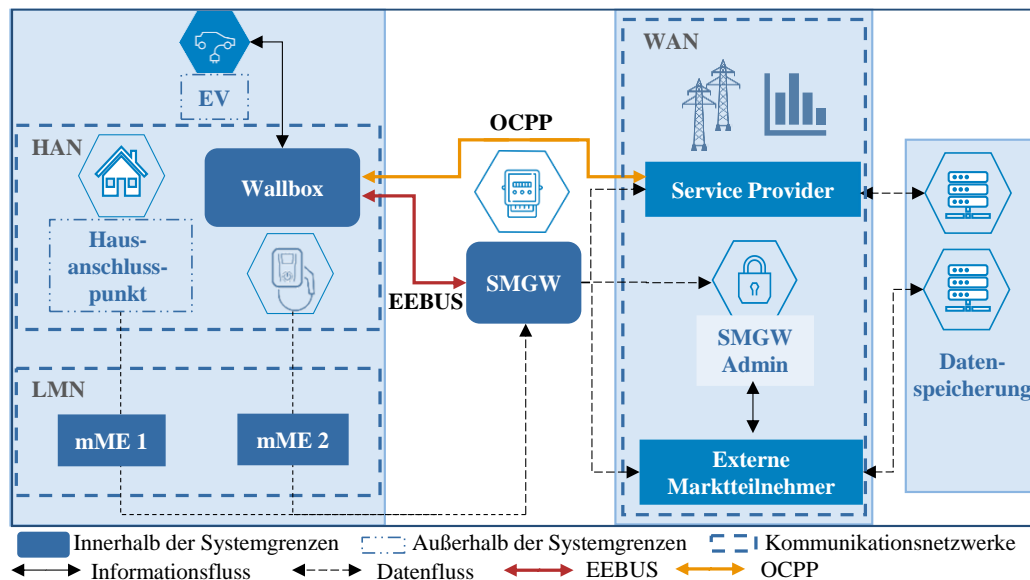 EV
WAN
HAN
OCPP
Wallbox
Service Provider
Haus-
anschluss-
punkt
EEBUS
SMGW
SMGW
Admin
Daten-
speicherung
LMN
mME 1
mME 2
Externe
Marktteilnehmer
Innerhalb der Systemgrenzen
Außerhalb der Systemgrenzen
Kommunikationsnetzwerke
Informationsfluss
Datenfluss
EEBUS
OCPP